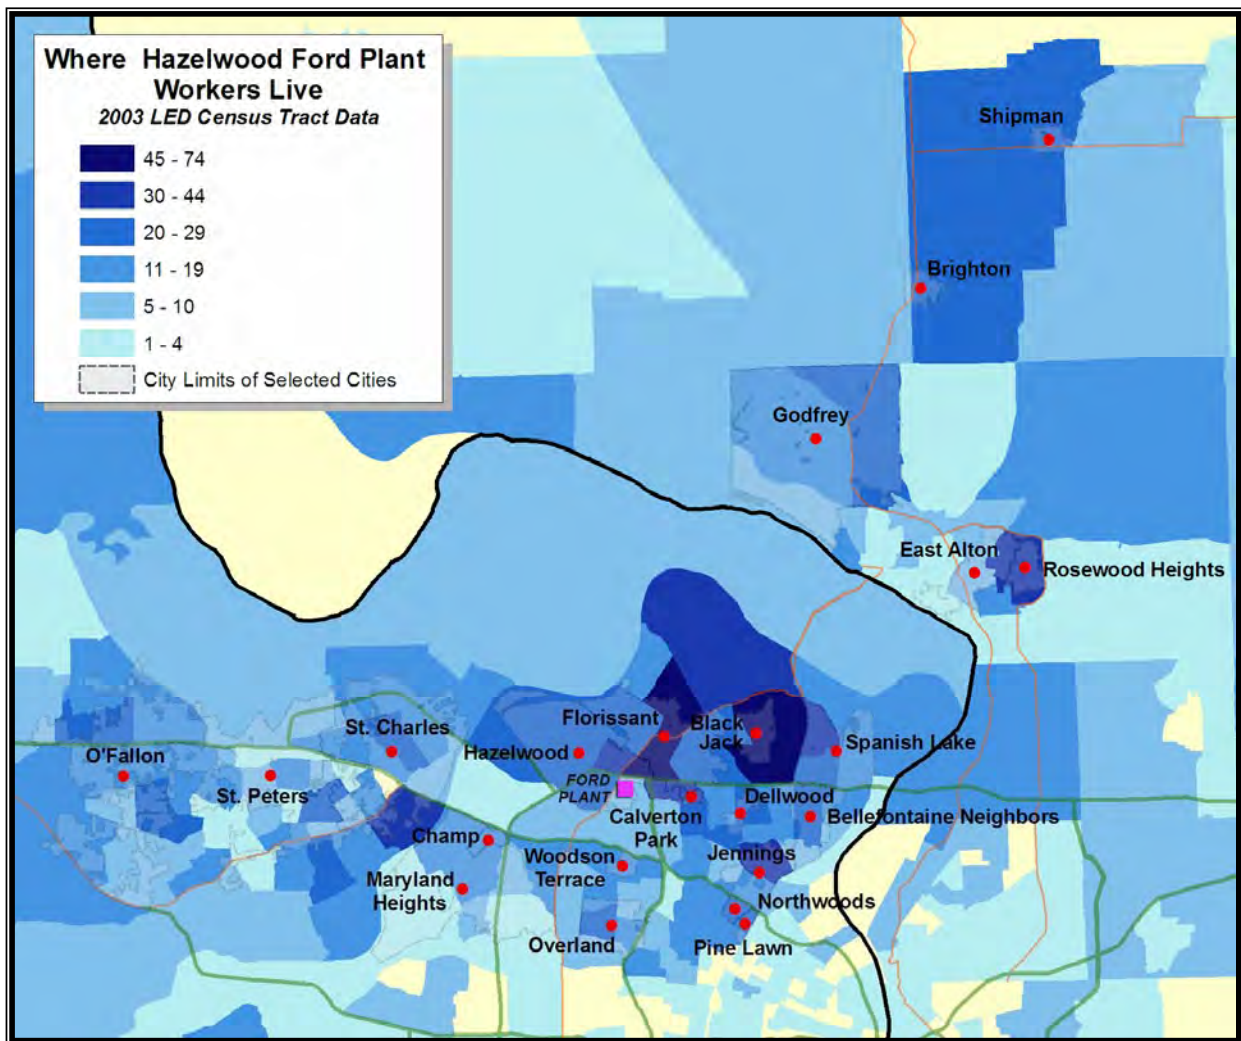 Where Hazelwood Ford Plant
Workers Live
2003 LED Census Tract Data
45 - 74
30 - 44
20 - 29
11 - 19
5 - 10
1 - 4
City Limits of Selected Cities
Shipman
Brighton
Godfrey
East Alton
Rosewood Heights
Florissant
Black
Jack
St. Charles
Hazelwood
Spanish Lake
O'Fallon
FORD
PLANT
St. Peters
Dellwood
Calverton
Park
Bellefontaine Neighbors
Champ
Woodson
Terrace
Jennings
Maryland
Heights
Northwoods
Overland
Pine Lawn